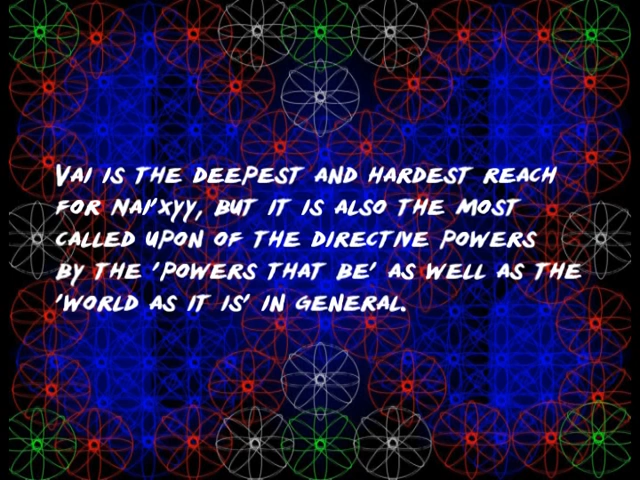 Vai is the deepest and hardest reach
for Nai'xyy, but it is also the most
called upon of the directive powers
by the 'powers that be' as well as the
'world as it is' in general.